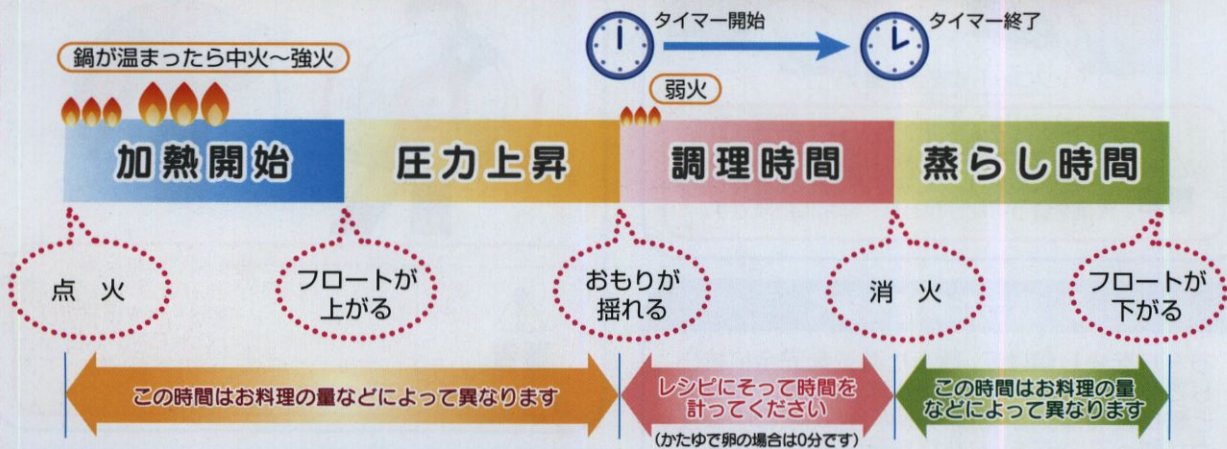 タイマー開始
タイマー終了
鍋が温まったら中火～強火
弱火
加熱開始
圧力上昇
調理時間
蒸らし時間
点 火
フロートが
上がる
おもりが
揺れる
消 火
フロートが
下がる
この時間はお料理の量などによって異なります
レシピにそって時間を
計ってください
(かたゆで卵の場合は0分です)
この時間はお料理の量
などによって異なります